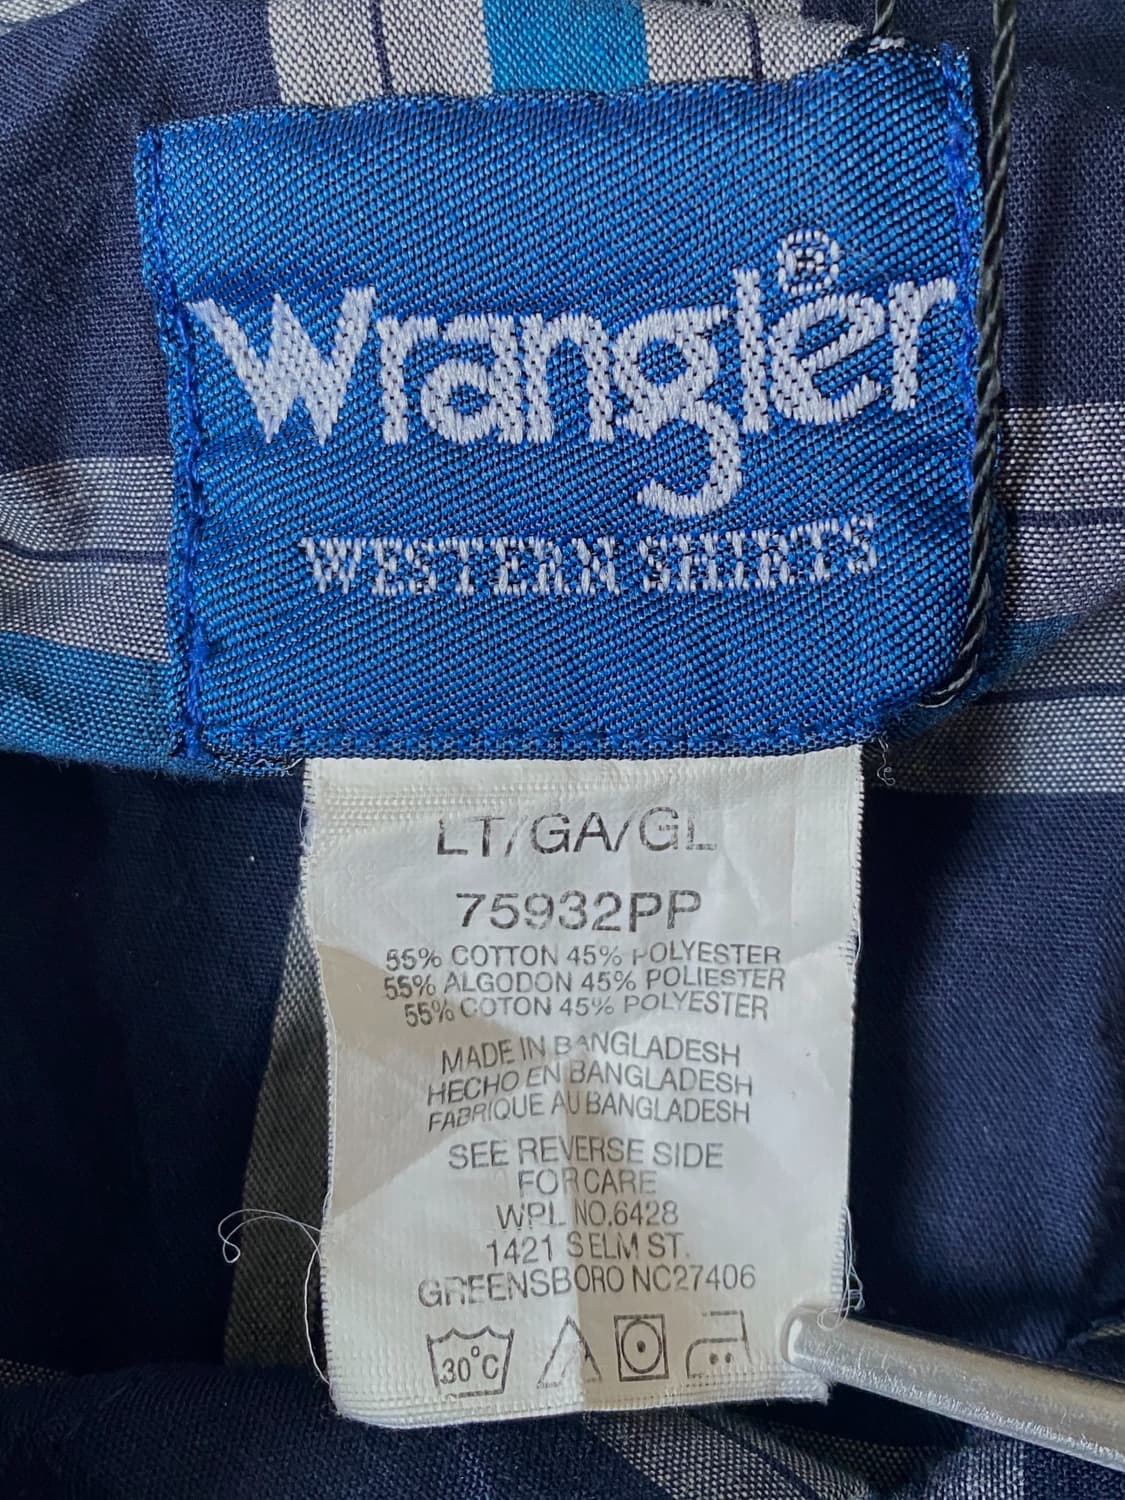 Wrangler®
WESTERN SHIRTS
LT/GA/GL
75932PP
55% COTTON 45% POLYESTER
55% ALGODON 45% POLIESTER
55% COTON 45% POLYESTER
MADE IN BANGLADESH
HECHO EN BANGLADESH
FABRIQUE AU BANGLADESH
SEE REVERSE SIDE
FOR CARE
WPL NO.6428
1421 S ELM ST.
GREENSBORO NC27406
30°C